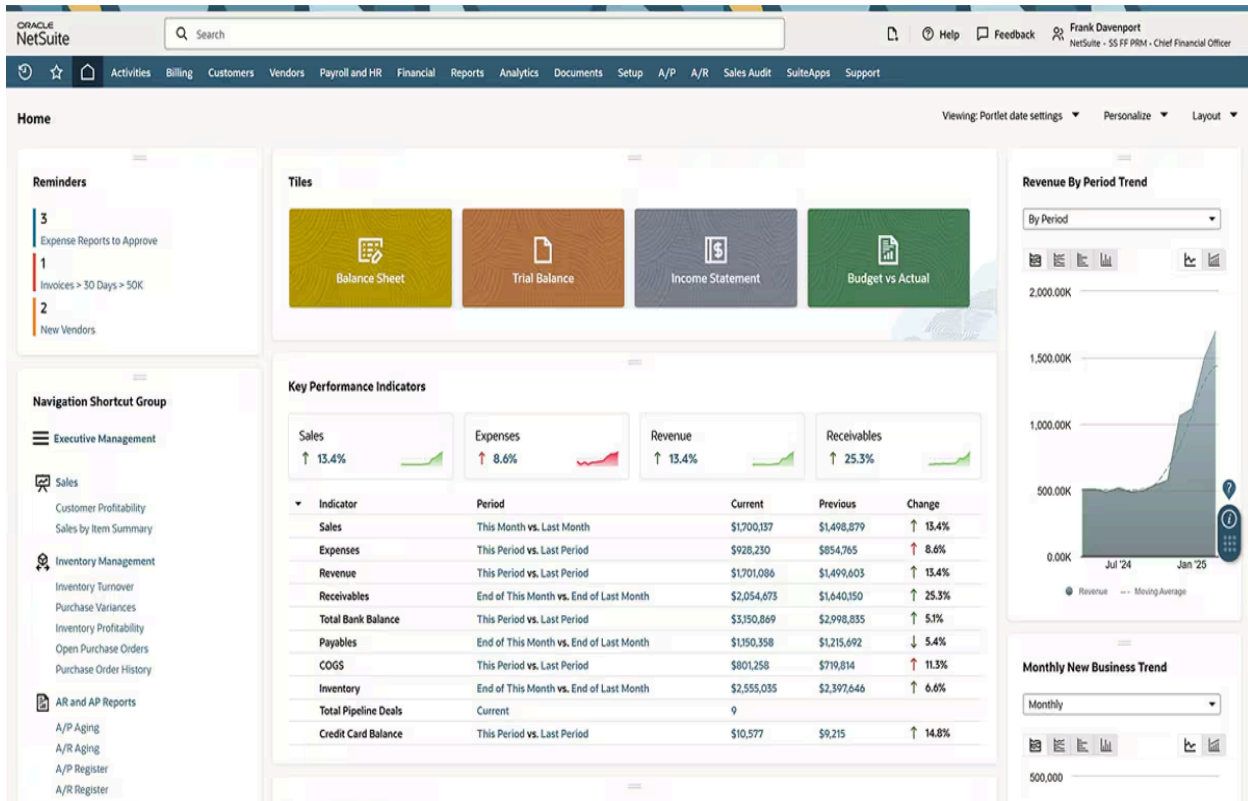 ORACLE
NetSuite
Search
Help
Feedback
Frank Davenport
NetSuite - SS FF PRM - Chief Financial Officer
Activities Billing Customers Vendors Payroll and HR Financial Reports Analytics Documents Setup A/P A/R Sales Audit SuiteApps Support
Home
Viewing: Portlet date settings Personalize Layout
Reminders
3
Expense Reports to Approve
1
Invoices > 30 Days > 50K
2
New Vendors
Navigation Shortcut Group
Executive Management
Sales
Customer Profitability
Sales by Item Summary
Inventory Management
Inventory Turnover
Purchase Variances
Inventory Profitability
Open Purchase Orders
Purchase Order History
AR and AP Reports
A/P Aging
A/R Aging
A/P Register
A/R Register
Tiles
Balance Sheet
Trial Balance
Income Statement
Budget vs Actual
Key Performance Indicators
Sales
13.4%
Expenses
8.6%
Revenue
13.4%
Receivables
25.3%
Indicator Period Current Previous Change
Sales This Month vs. Last Month $1,700,137 $1,498,879 ↑ 13.4%
Expenses This Period vs. Last Period $928,230 $854,765 ↑ 8.6%
Revenue This Period vs. Last Period $1,701,086 $1,499,603 ↑ 13.4%
Receivables End of This Month vs. End of Last Month $2,054,673 $1,640,150 ↑ 25.3%
Total Bank Balance This Period vs. Last Period $3,150,869 $2,998,835 ↑ 5.1%
Payables End of This Month vs. End of Last Month $1,150,358 $1,215,692 ↓ 5.4%
COGS This Period vs. Last Period $801,258 $719,814 ↑ 11.3%
Inventory End of This Month vs. End of Last Month $2,555,035 $2,397,646 ↑ 6.6%
Total Pipeline Deals Current 9
Credit Card Balance This Period vs. Last Period $10,577 $9,215 ↑ 14.8%
Revenue By Period Trend
By Period
2,000.00K
1,500.00K
1,000.00K
500.00K
0.00K
Jul '24 Jan '25
Revenue Moving Average
Monthly New Business Trend
Monthly
500,000